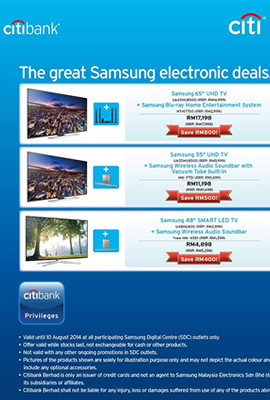 citibank
citi
The great Samsung electronic deals.
Samsung 65" UHD TV
+ Samsung Blu-ray Home Entertainment System
RM17,198
Save RM800!
Samsung 55" UHD TV
+ Samsung Wireless Audio Soundbar with
Vacuum Tube built-in
RM11,198
Save RM500!
Samsung 48" SMART LED TV
+ Samsung Wireless Audio Soundbar
RM4,898
Save RM400!
citibank
Privileges
• Valid until 10 August 2014 at all participating Samsung Digital Centre (SDC) outlets only.
• Offer valid while stocks last, not exchangeable for cash or other products.
• Not valid with any other ongoing promotions in SDC outlets.
• Pictures of the products shown are solely for illustration purpose only and may not depict the actual colour and
include any optional accessories.
• Citibank Berhad is only an issuer of credit cards and not an agent to Samsung Malaysia Electronics Sdn Bhd
its subsidiaries or affiliates.
• Citibank Berhad shall not be liable for any injury, loss or damages suffered from use of any of the products